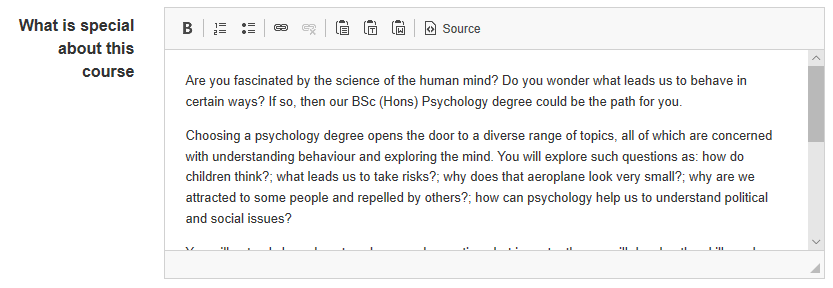 What is special
about this
course
B
Source
Are you fascinated by the science of the human mind? Do you wonder what leads us to behave in
certain ways? If so, then our BSc (Hons) Psychology degree could be the path for you.
Choosing a psychology degree opens the door to a diverse range of topics, all of which are concerned
with understanding behaviour and exploring the mind. You will explore such questions as: how do
children think?; what leads us to take risks?; why does that aeroplane look very small?; why are we
attracted to some people and repelled by others?; how can psychology help us to understand political
and social issues?